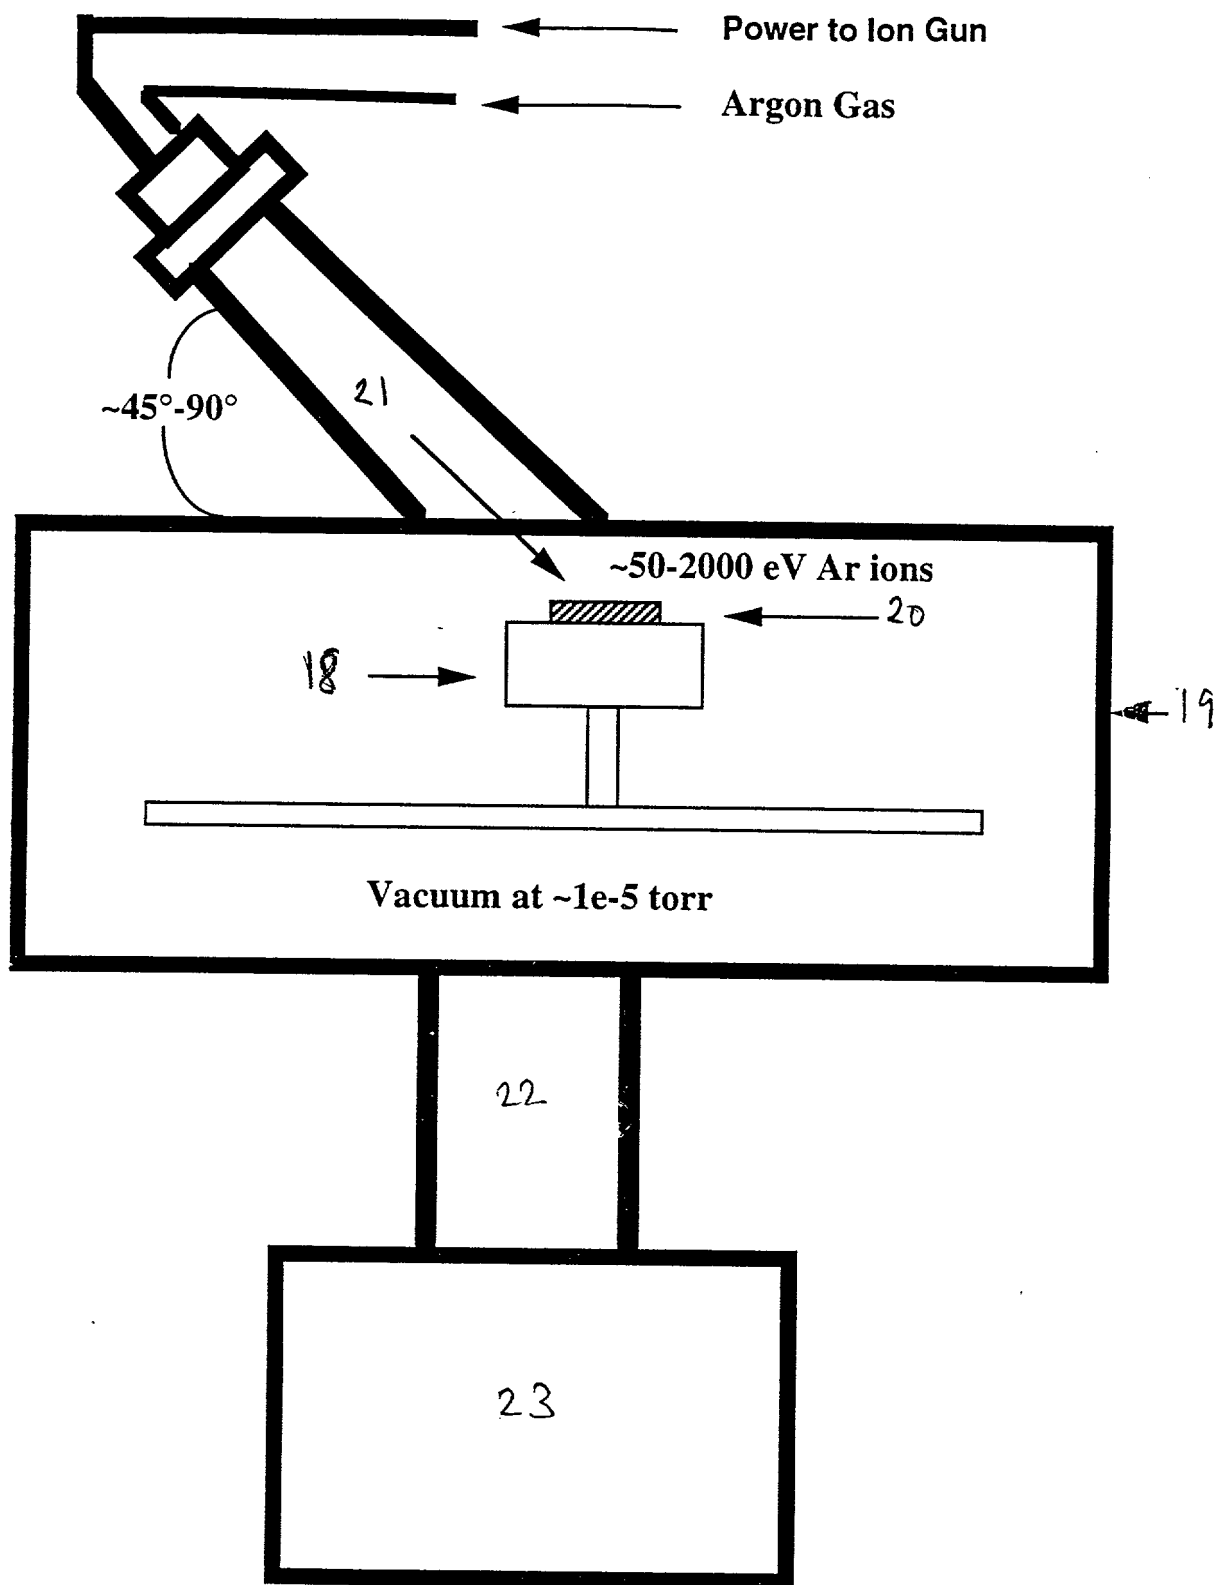 Power to Ion Gun
Argon Gas
21
~45°-90°
~50-2000 eV Ar ions
20
18
19
Vacuum at ~1e-5 torr
22
23